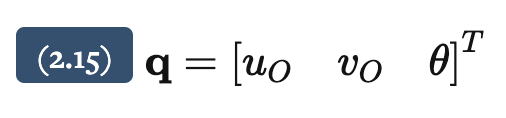 (2.15) q = [u_O v_O θ]^T